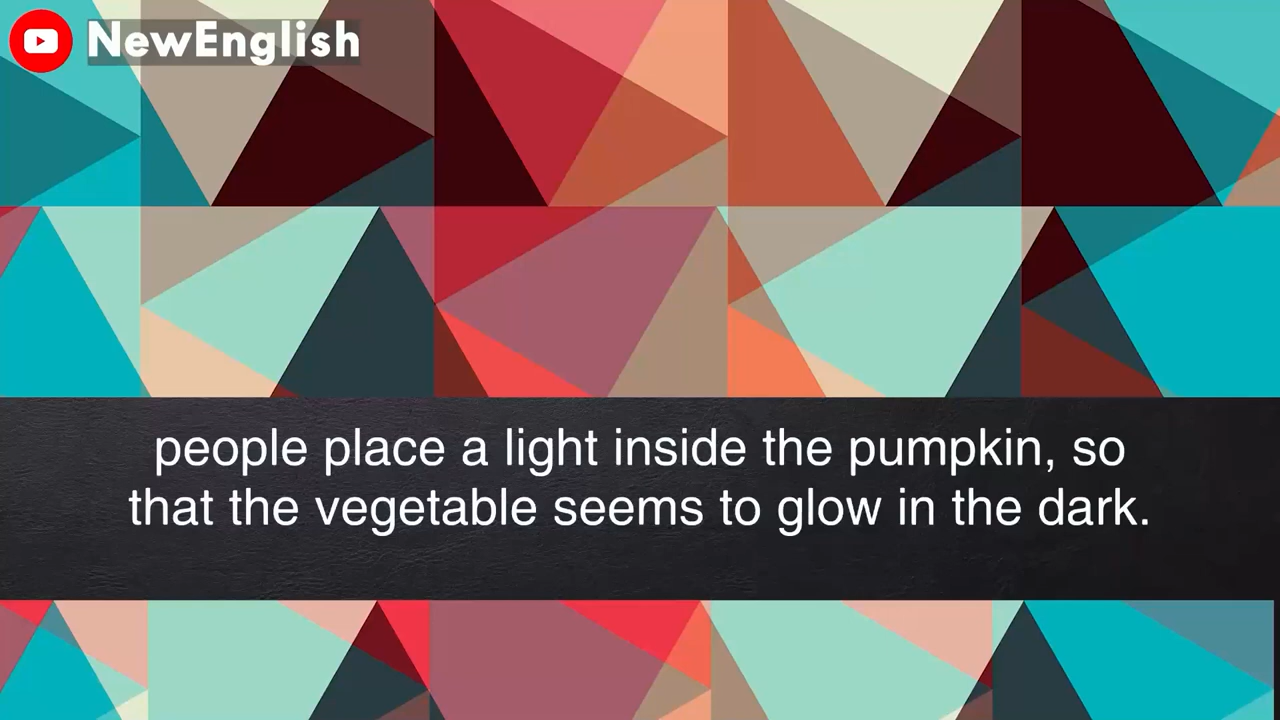 NewEnglish
people place a light inside the pumpkin, so
that the vegetable seems to glow in the dark.